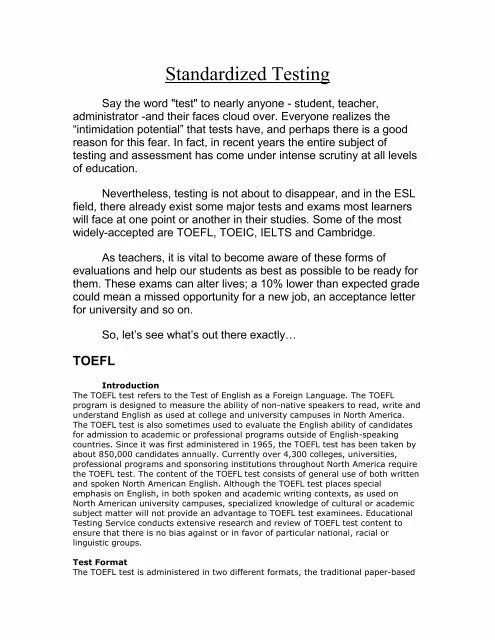 Standardized Testing
Say the word "test" to nearly anyone - student, teacher,
administrator -and their faces cloud over. Everyone realizes the
“intimidation potential” that tests have, and perhaps there is a good
reason for this fear. In fact, in recent years the entire subject of
testing and assessment has come under intense scrutiny at all levels
of education.
Nevertheless, testing is not about to disappear, and in the ESL
field, there already exist some major tests and exams most learners
will face at one point or another in their studies. Some of the most
widely-accepted are TOEFL, TOEIC, IELTS and Cambridge.
As teachers, it is vital to become aware of these forms of
evaluations and help our students as best as possible to be ready for
them. These exams can alter lives; a 10% lower than expected grade
could mean a missed opportunity for a new job, an acceptance letter
for university and so on.
So, let’s see what’s out there exactly…
TOEFL
Introduction
The TOEFL test refers to the Test of English as a Foreign Language. The TOEFL
program is designed to measure the ability of non-native speakers to read, write and
understand English as used at college and university campuses in North America.
The TOEFL test is also sometimes used to evaluate the English ability of candidates
for admission to academic or professional programs outside of English-speaking
countries. Since it was first administered in 1965, the TOEFL test has been taken by
about 850,000 candidates annually. Currently over 4,300 colleges, universities,
professional programs and sponsoring institutions throughout North America require
the TOEFL test. The content of the TOEFL test consists of general use of both written
and spoken North American English. Although the TOEFL test places special
emphasis on English, in both spoken and academic writing contexts, as used on
North American university campuses, specialized knowledge of cultural or academic
subject matter will not provide an advantage to TOEFL test examinees. Educational
Testing Service conducts extensive research and review of TOEFL test content to
ensure that there is no bias against or in favor of particular national, racial or
linguistic groups.
Test Format
The TOEFL test is administered in two different formats, the traditional paper-based